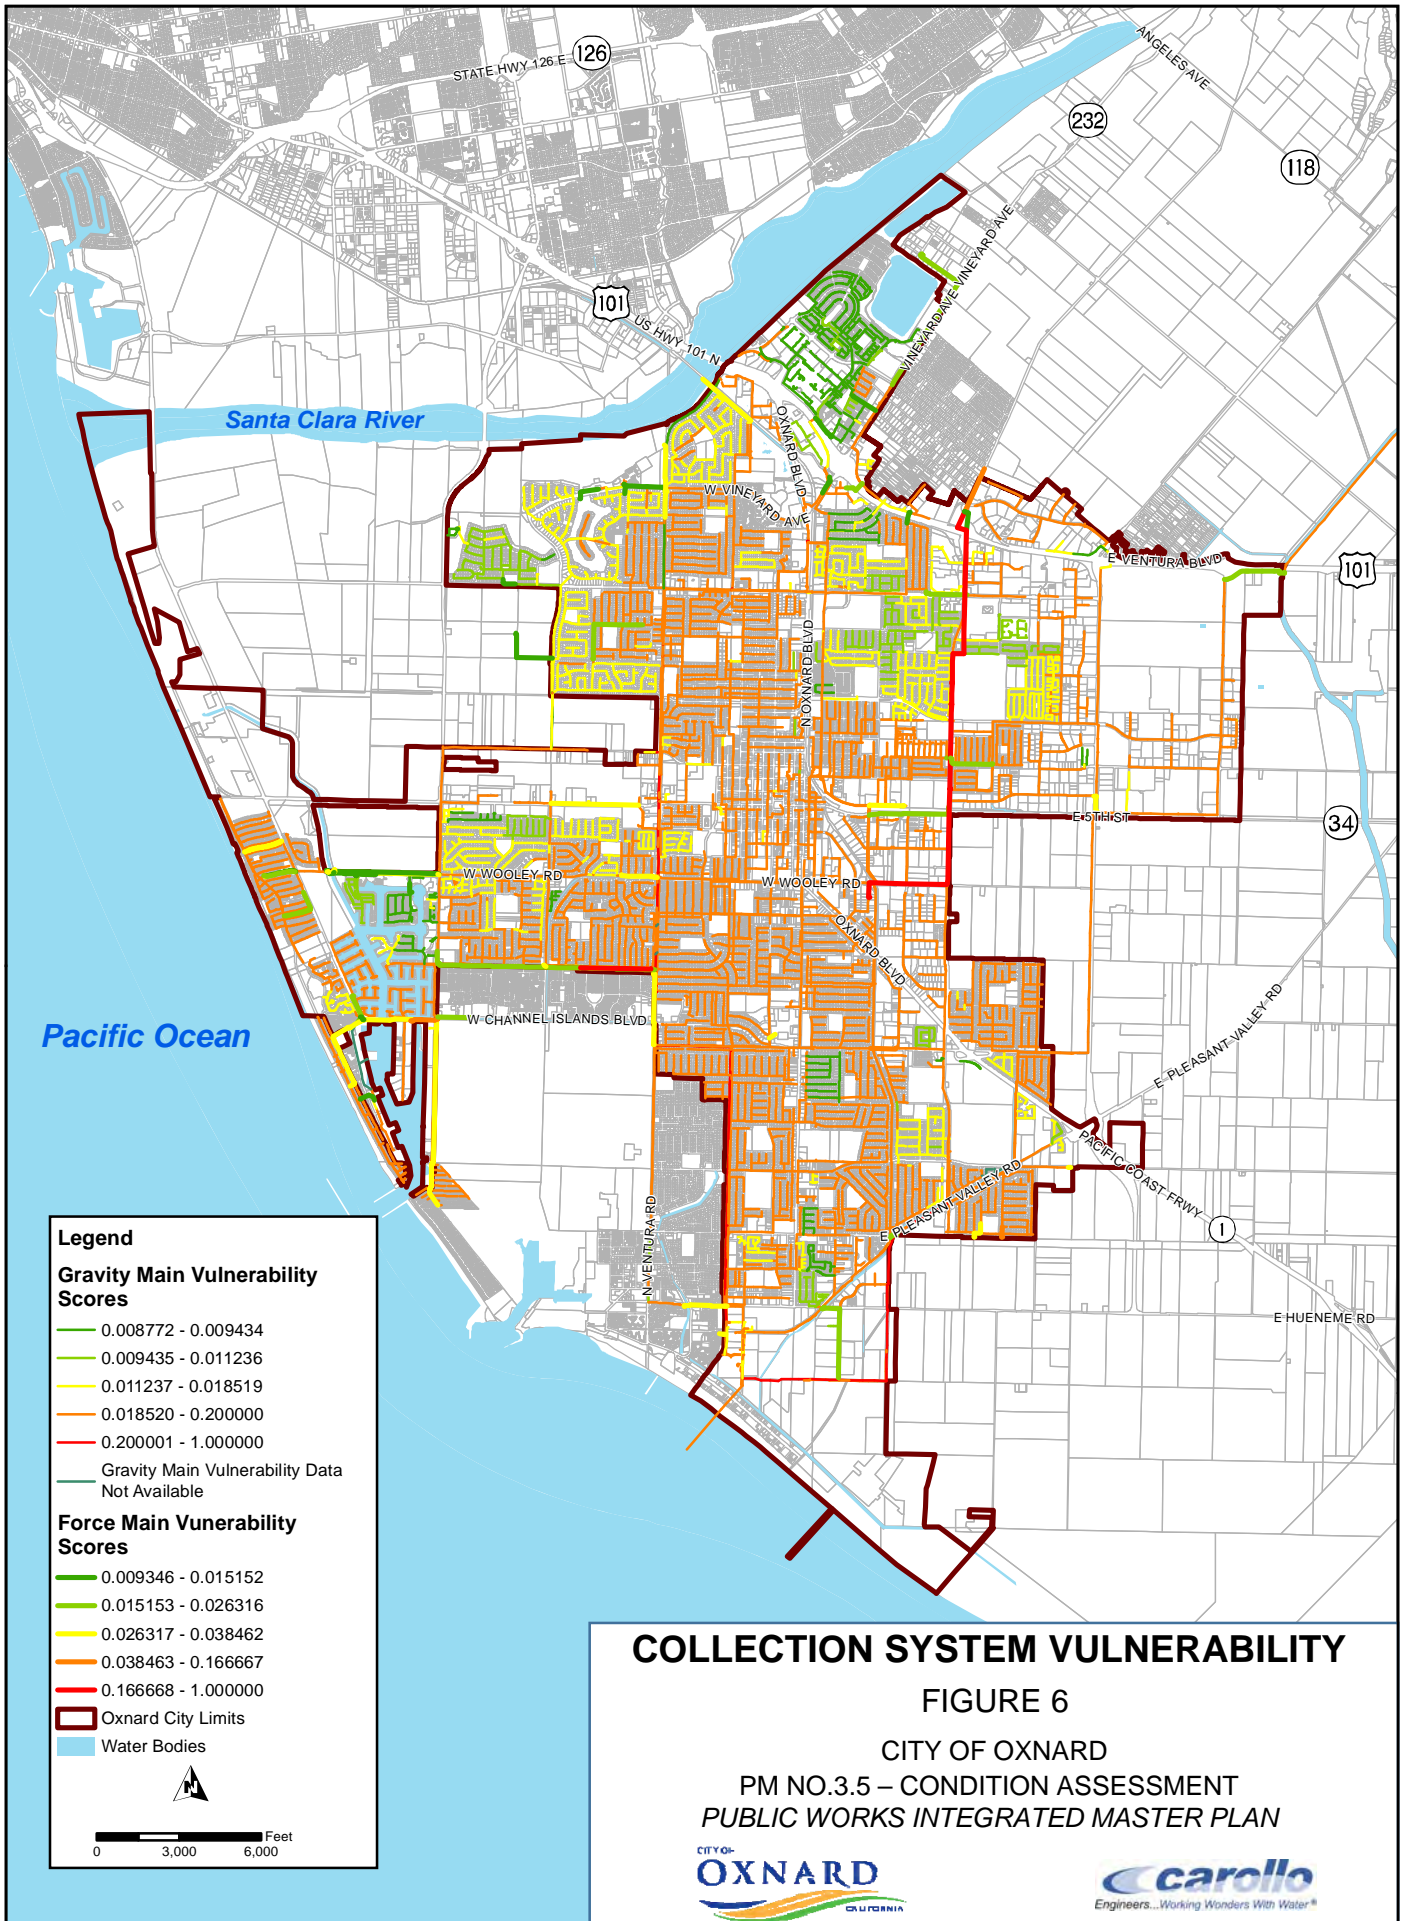 STATE HWY 126 E
126
ANGELES AVE
232
118
VINEYARD AVE
VINEYARD AVE
101
US HWY 101 N
Santa Clara River
OXNARD BLVD
W VINEYARD AVE
E VENTURA BLVD
101
N OXNARD BLVD
E 5TH ST
34
W WOOLEY RD
W WOOLEY RD
OXNARD BLVD
Pacific Ocean
W CHANNEL ISLANDS BLVD
E PLEASANT VALLEY RD
PACIFIC COAST FRWY
E PLEASANT VALLEY RD
1
N VENTURA RD
E HUENEME RD
Legend
Gravity Main Vulnerability
Scores
0.008772 - 0.009434
0.009435 - 0.011236
0.011237 - 0.018519
0.018520 - 0.200000
0.200001 - 1.000000
Gravity Main Vulnerability Data
Not Available
Force Main Vunerability
Scores
0.009346 - 0.015152
0.015153 - 0.026316
0.026317 - 0.038462
0.038463 - 0.166667
0.166668 - 1.000000
Oxnard City Limits
Water Bodies
N
Feet
0 3,000 6,000
COLLECTION SYSTEM VULNERABILITY
FIGURE 6
CITY OF OXNARD
PM NO.3.5 – CONDITION ASSESSMENT
PUBLIC WORKS INTEGRATED MASTER PLAN
CITY OF
OXNARD
CALIFORNIA
carollo
Engineers...Working Wonders With Water®